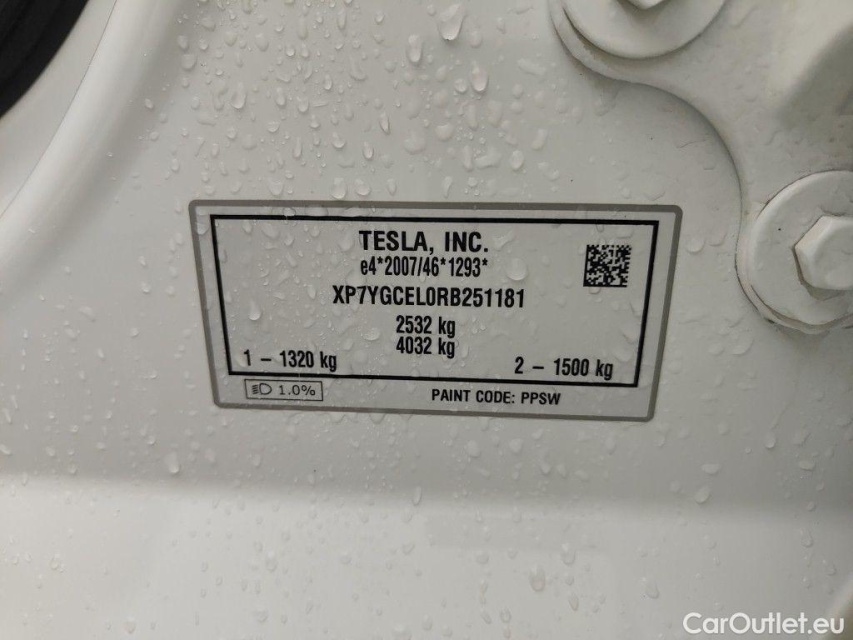 TESLA, INC.
e4*2007/46*1293*
XP7YGCEL0RB251181
2532 kg
4032 kg
1 – 1320 kg
2 – 1500 kg
1.0%
PAINT CODE: PPSW
CarOutlet.eu